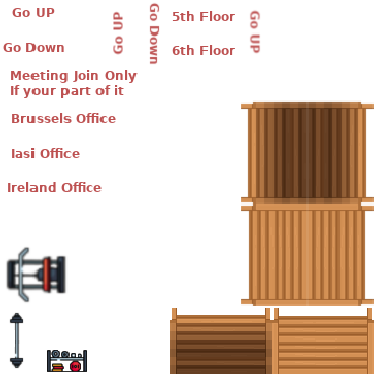 Go UP
Go Down
Go UP
Go Down
5th Floor
6th Floor
Go UP
Meeting Join Only
If your part of it
Brussels Office
Iasi Office
Ireland Office